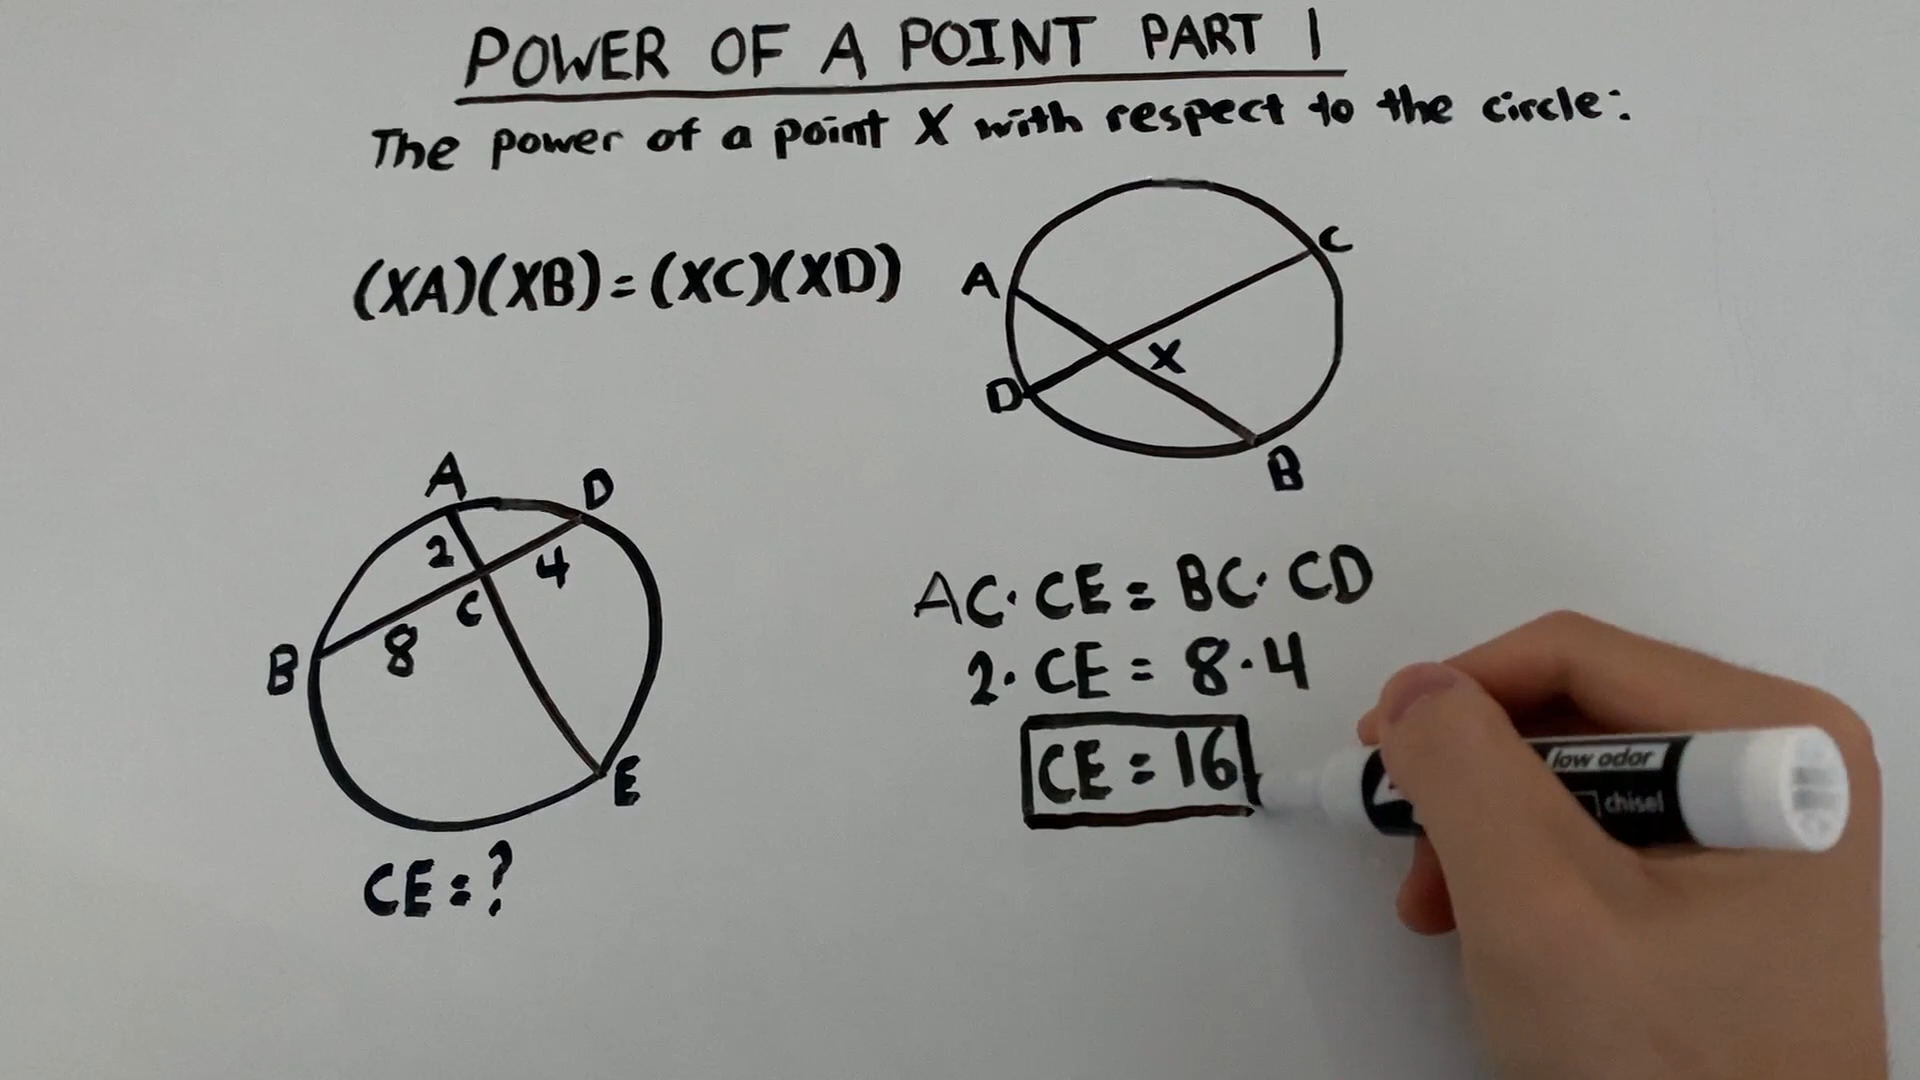 POWER OF A POINT PART 1
The power of a point X with respect to the circle:
(XA)(XB)=(XC)(XD)
A
C
X
D
B
A
D
2
4
C
8
B
E
CE=?
AC·CE=BC·CD
2·CE=8·4
CE=16
low odor
chisel